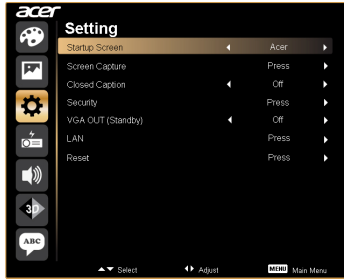 acer
Setting
Startup Screen Acer
Screen Capture Press
Closed Caption Off
Security Press
VGA OUT (Standby) Off
LAN Press
Reset Press
3D
ABC
Select Adjust MENU Main Menu